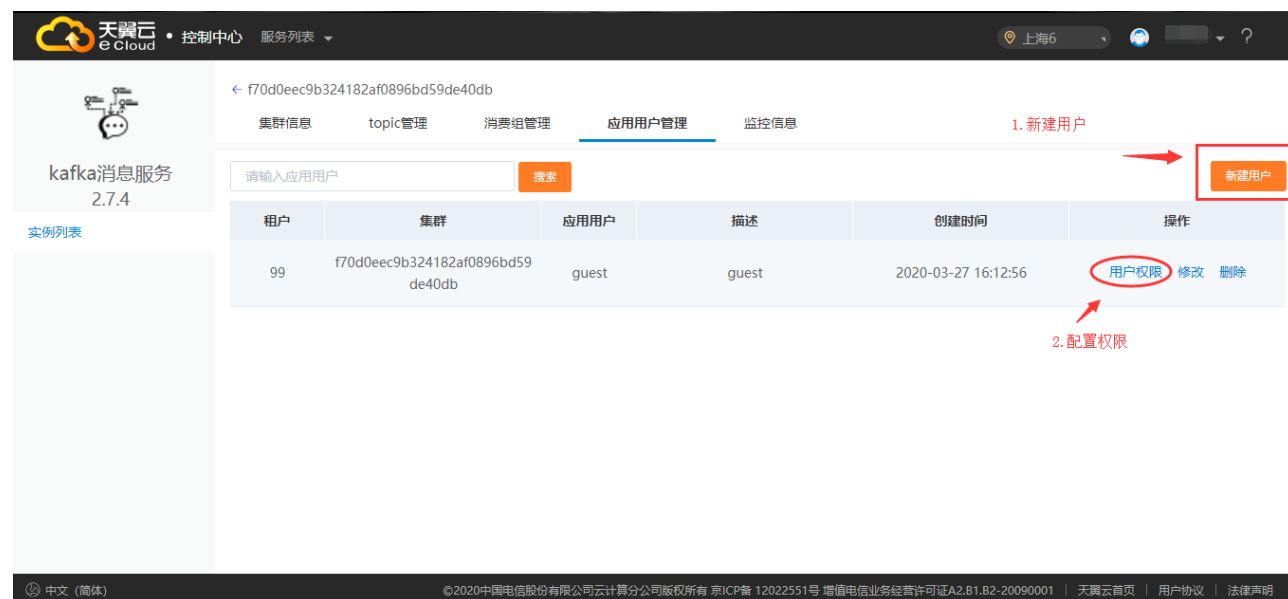 天翼云
e Cloud
• 控制中心 服务列表
上海6
?
← f70d0eec9b324182af0896bd59de40db
集群信息 topic管理 消费组管理 应用用户管理 监控信息
1.新建用户
kafka消息服务
2.7.4
实例列表
请输入应用用户 搜索 新建用户
租户 集群 应用用户 描述 创建时间 操作
99 f70d0eec9b324182af0896bd59
de40db guest guest 2020-03-27 16:12:56 用户权限 修改 删除
2.配置权限
中文 (简体) ©2020中国电信股份有限公司云计算分公司版权所有 京ICP备 12022551号 增值电信业务经营许可证A2.B1.B2-20090001 | 天翼云首页 | 用户协议 | 法律声明